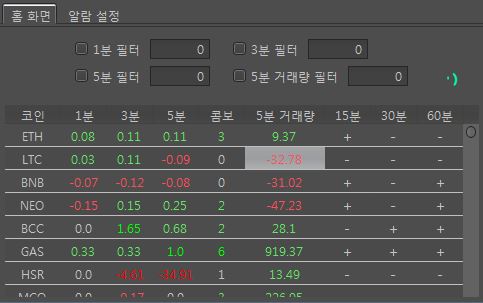 홈 화면 알람 설정
1분 필터 0 3분 필터 0
5분 필터 0 5분 거래량 필터 0
코인 1분 3분 5분 콤보 5분 거래량 15분 30분 60분
ETH 0.08 0.11 0.11 3 9.37 + - -
LTC 0.03 0.11 -0.09 0 -32.78 - - -
BNB -0.07 -0.12 -0.08 0 -31.02 + - +
NEO -0.15 0.15 0.25 2 -47.23 + - +
BCC 0.0 1.65 0.68 2 28.1 - + +
GAS 0.33 0.33 1.0 6 919.37 + + +
HSR 0.0 -4.61 -34.91 1 13.49 - - +
MCO 0.0 -0.17 0.0 3 226.95